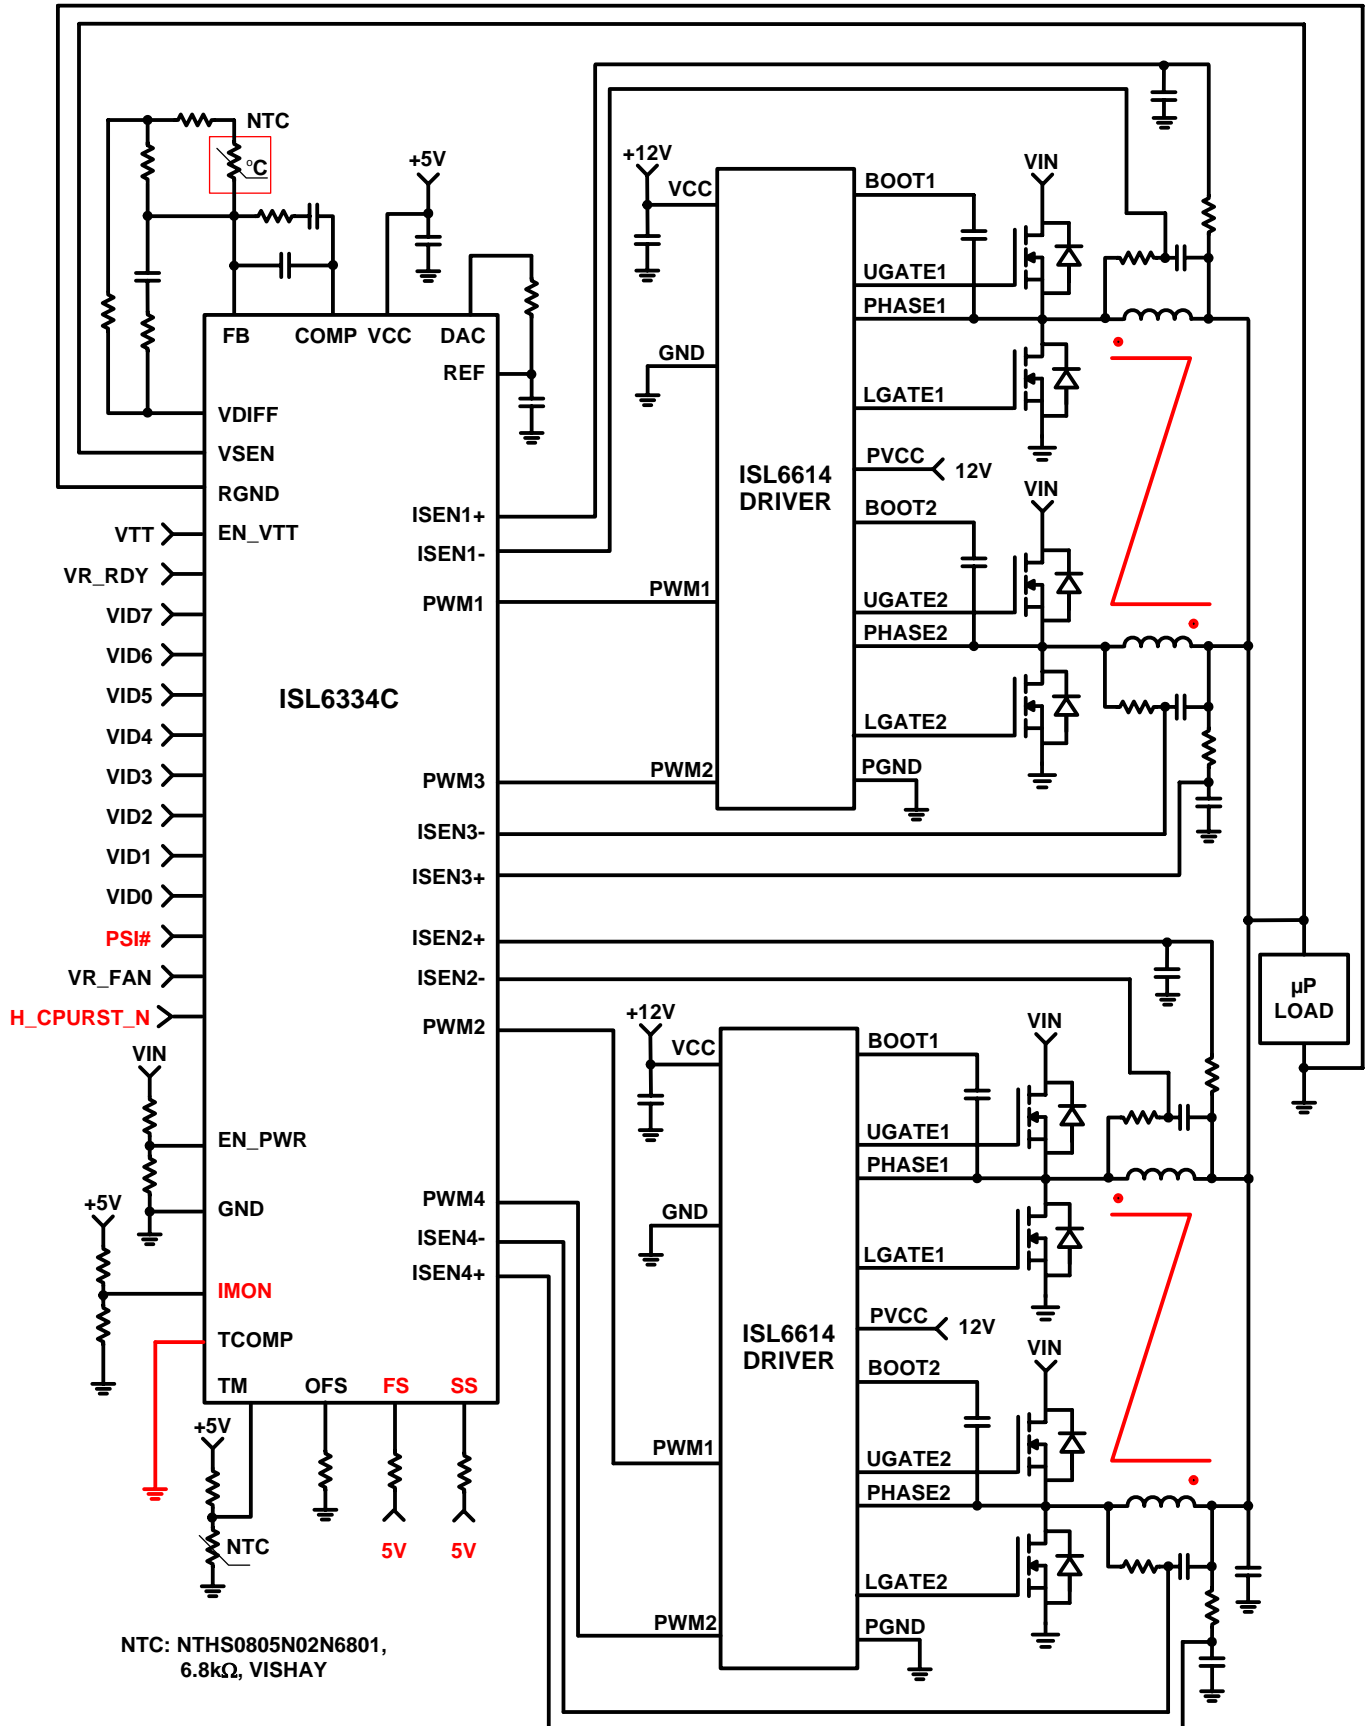 NTC
°C
+5V
FB
COMP
VCC
DAC
REF
VDIFF
VSEN
RGND
EN_VTT
VTT
VR_RDY
VID7
VID6
VID5
VID4
VID3
VID2
VID1
VID0
PSI#
VR_FAN
H_CPURST_N
VIN
EN_PWR
GND
+5V
IMON
TCOMP
TM
OFS
FS
SS
+5V
NTC
5V
5V
ISL6334C
ISEN1+
ISEN1-
PWM1
PWM3
ISEN3-
ISEN3+
ISEN2+
ISEN2-
PWM2
PWM4
ISEN4-
ISEN4+
+12V
VCC
GND
PWM1
PWM2
ISL6614
DRIVER
BOOT1
UGATE1
PHASE1
LGATE1
PVCC
12V
BOOT2
UGATE2
PHASE2
LGATE2
PGND
VIN
VIN
+12V
VCC
GND
PWM1
PWM2
ISL6614
DRIVER
BOOT1
UGATE1
PHASE1
LGATE1
PVCC
12V
BOOT2
UGATE2
PHASE2
LGATE2
PGND
VIN
VIN
µP
LOAD
NTC: NTHS0805N02N6801,
6.8kΩ, VISHAY